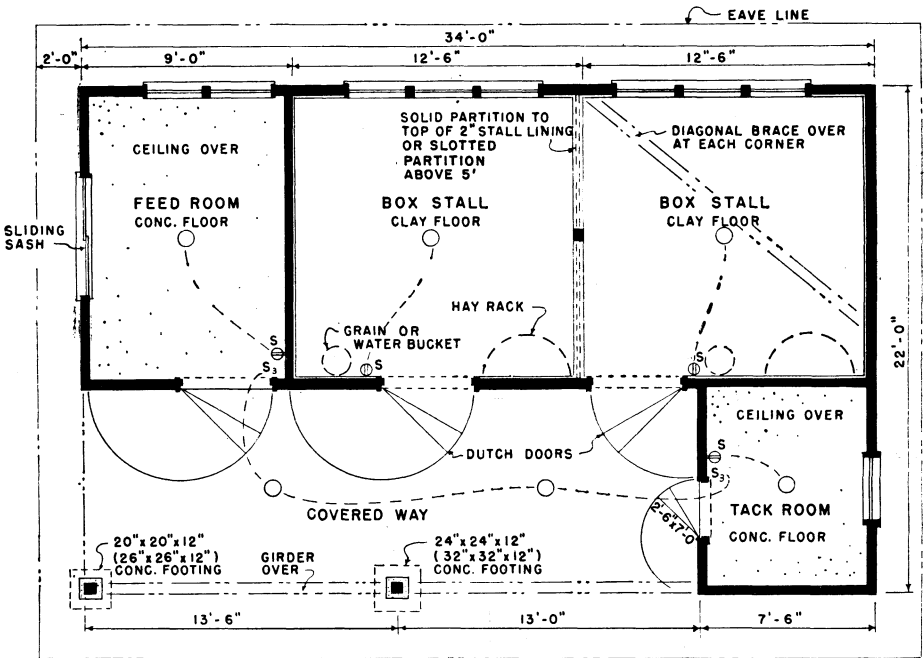 EAVE LINE
34'-0"
2'-0"
9'-0"
12'-6"
12"-6"
SOLID PARTITION TO
TOP OF 2" STALL LINING
OR SLOTTED
PARTITION
ABOVE 5'
DIAGONAL BRACE OVER
AT EACH CORNER
CEILING OVER
FEED ROOM
CONC. FLOOR
BOX STALL
CLAY FLOOR
BOX STALL
CLAY FLOOR
SLIDING
SASH
HAY RACK
GRAIN OR
WATER BUCKET
S
S3
S
S
22'-0"
CEILING OVER
DUTCH DOORS
S
S3
TACK ROOM
CONC. FLOOR
2'-6"x7'-0"
COVERED WAY
20"x20"x12"
(26"x26"x12")
CONC. FOOTING
GIRDER
OVER
24"x24"x12"
(32"x32"x12")
CONC. FOOTING
13'-6"
13'-0"
7'-6"